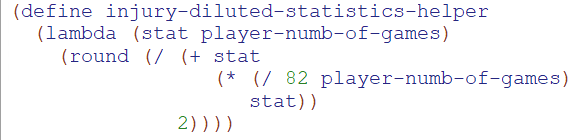 (define injury-diluted-statistics-helper
(lambda (stat player-numb-of-games)
(round (/ (+ stat
(* (/ 82 player-numb-of-games)
stat))
2))))